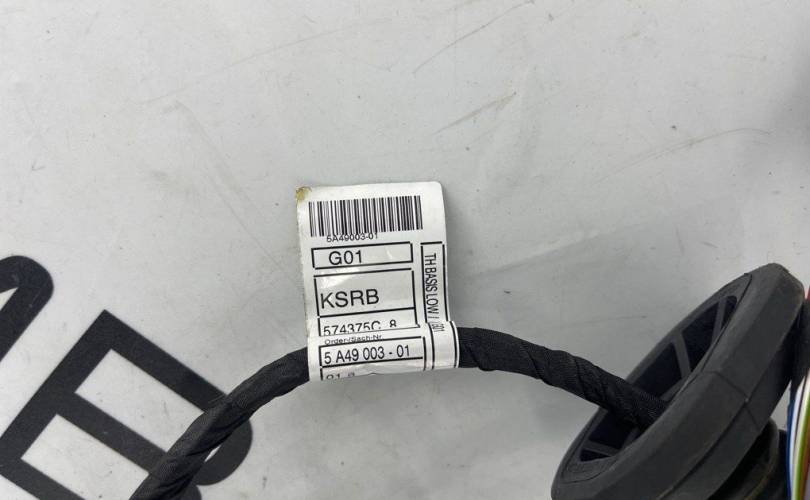 5A49003-01
G01
KSRB
574375C 8
Order/Sach-Nr
5 A49 003 - 01
TH BASIS LOW /